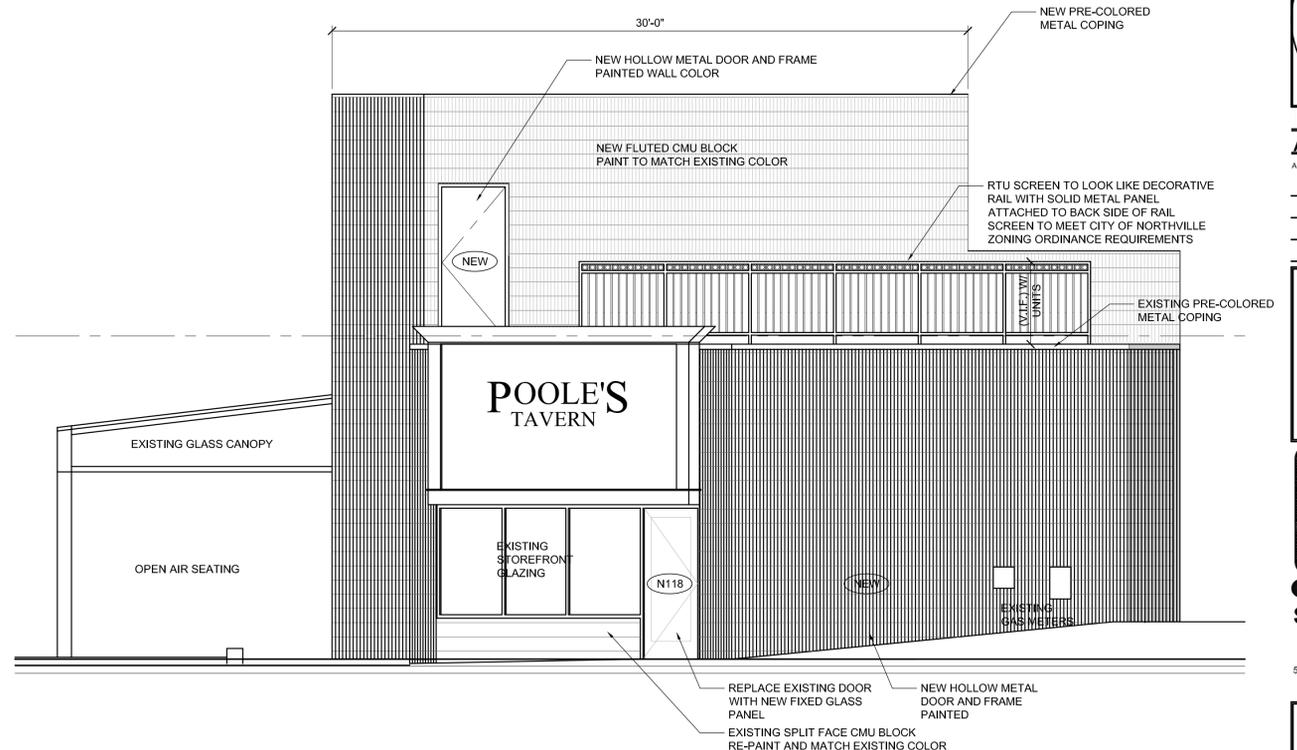 30'-0"
NEW PRE-COLORED
METAL COPING
NEW HOLLOW METAL DOOR AND FRAME
PAINTED WALL COLOR
NEW FLUTED CMU BLOCK
PAINT TO MATCH EXISTING COLOR
RTU SCREEN TO LOOK LIKE DECORATIVE
RAIL WITH SOLID METAL PANEL
ATTACHED TO BACK SIDE OF RAIL
SCREEN TO MEET CITY OF NORTHVILLE
ZONING ORDINANCE REQUIREMENTS
NEW
(V.I.F.) W/
UNITS
EXISTING PRE-COLORED
METAL COPING
POOLE'S
TAVERN
EXISTING GLASS CANOPY
OPEN AIR SEATING
EXISTING
STOREFRONT
GLAZING
N118
NEW
EXISTING
GAS METERS
REPLACE EXISTING DOOR
WITH NEW FIXED GLASS
PANEL
NEW HOLLOW METAL
DOOR AND FRAME
PAINTED
EXISTING SPLIT FACE CMU BLOCK
RE-PAINT AND MATCH EXISTING COLOR